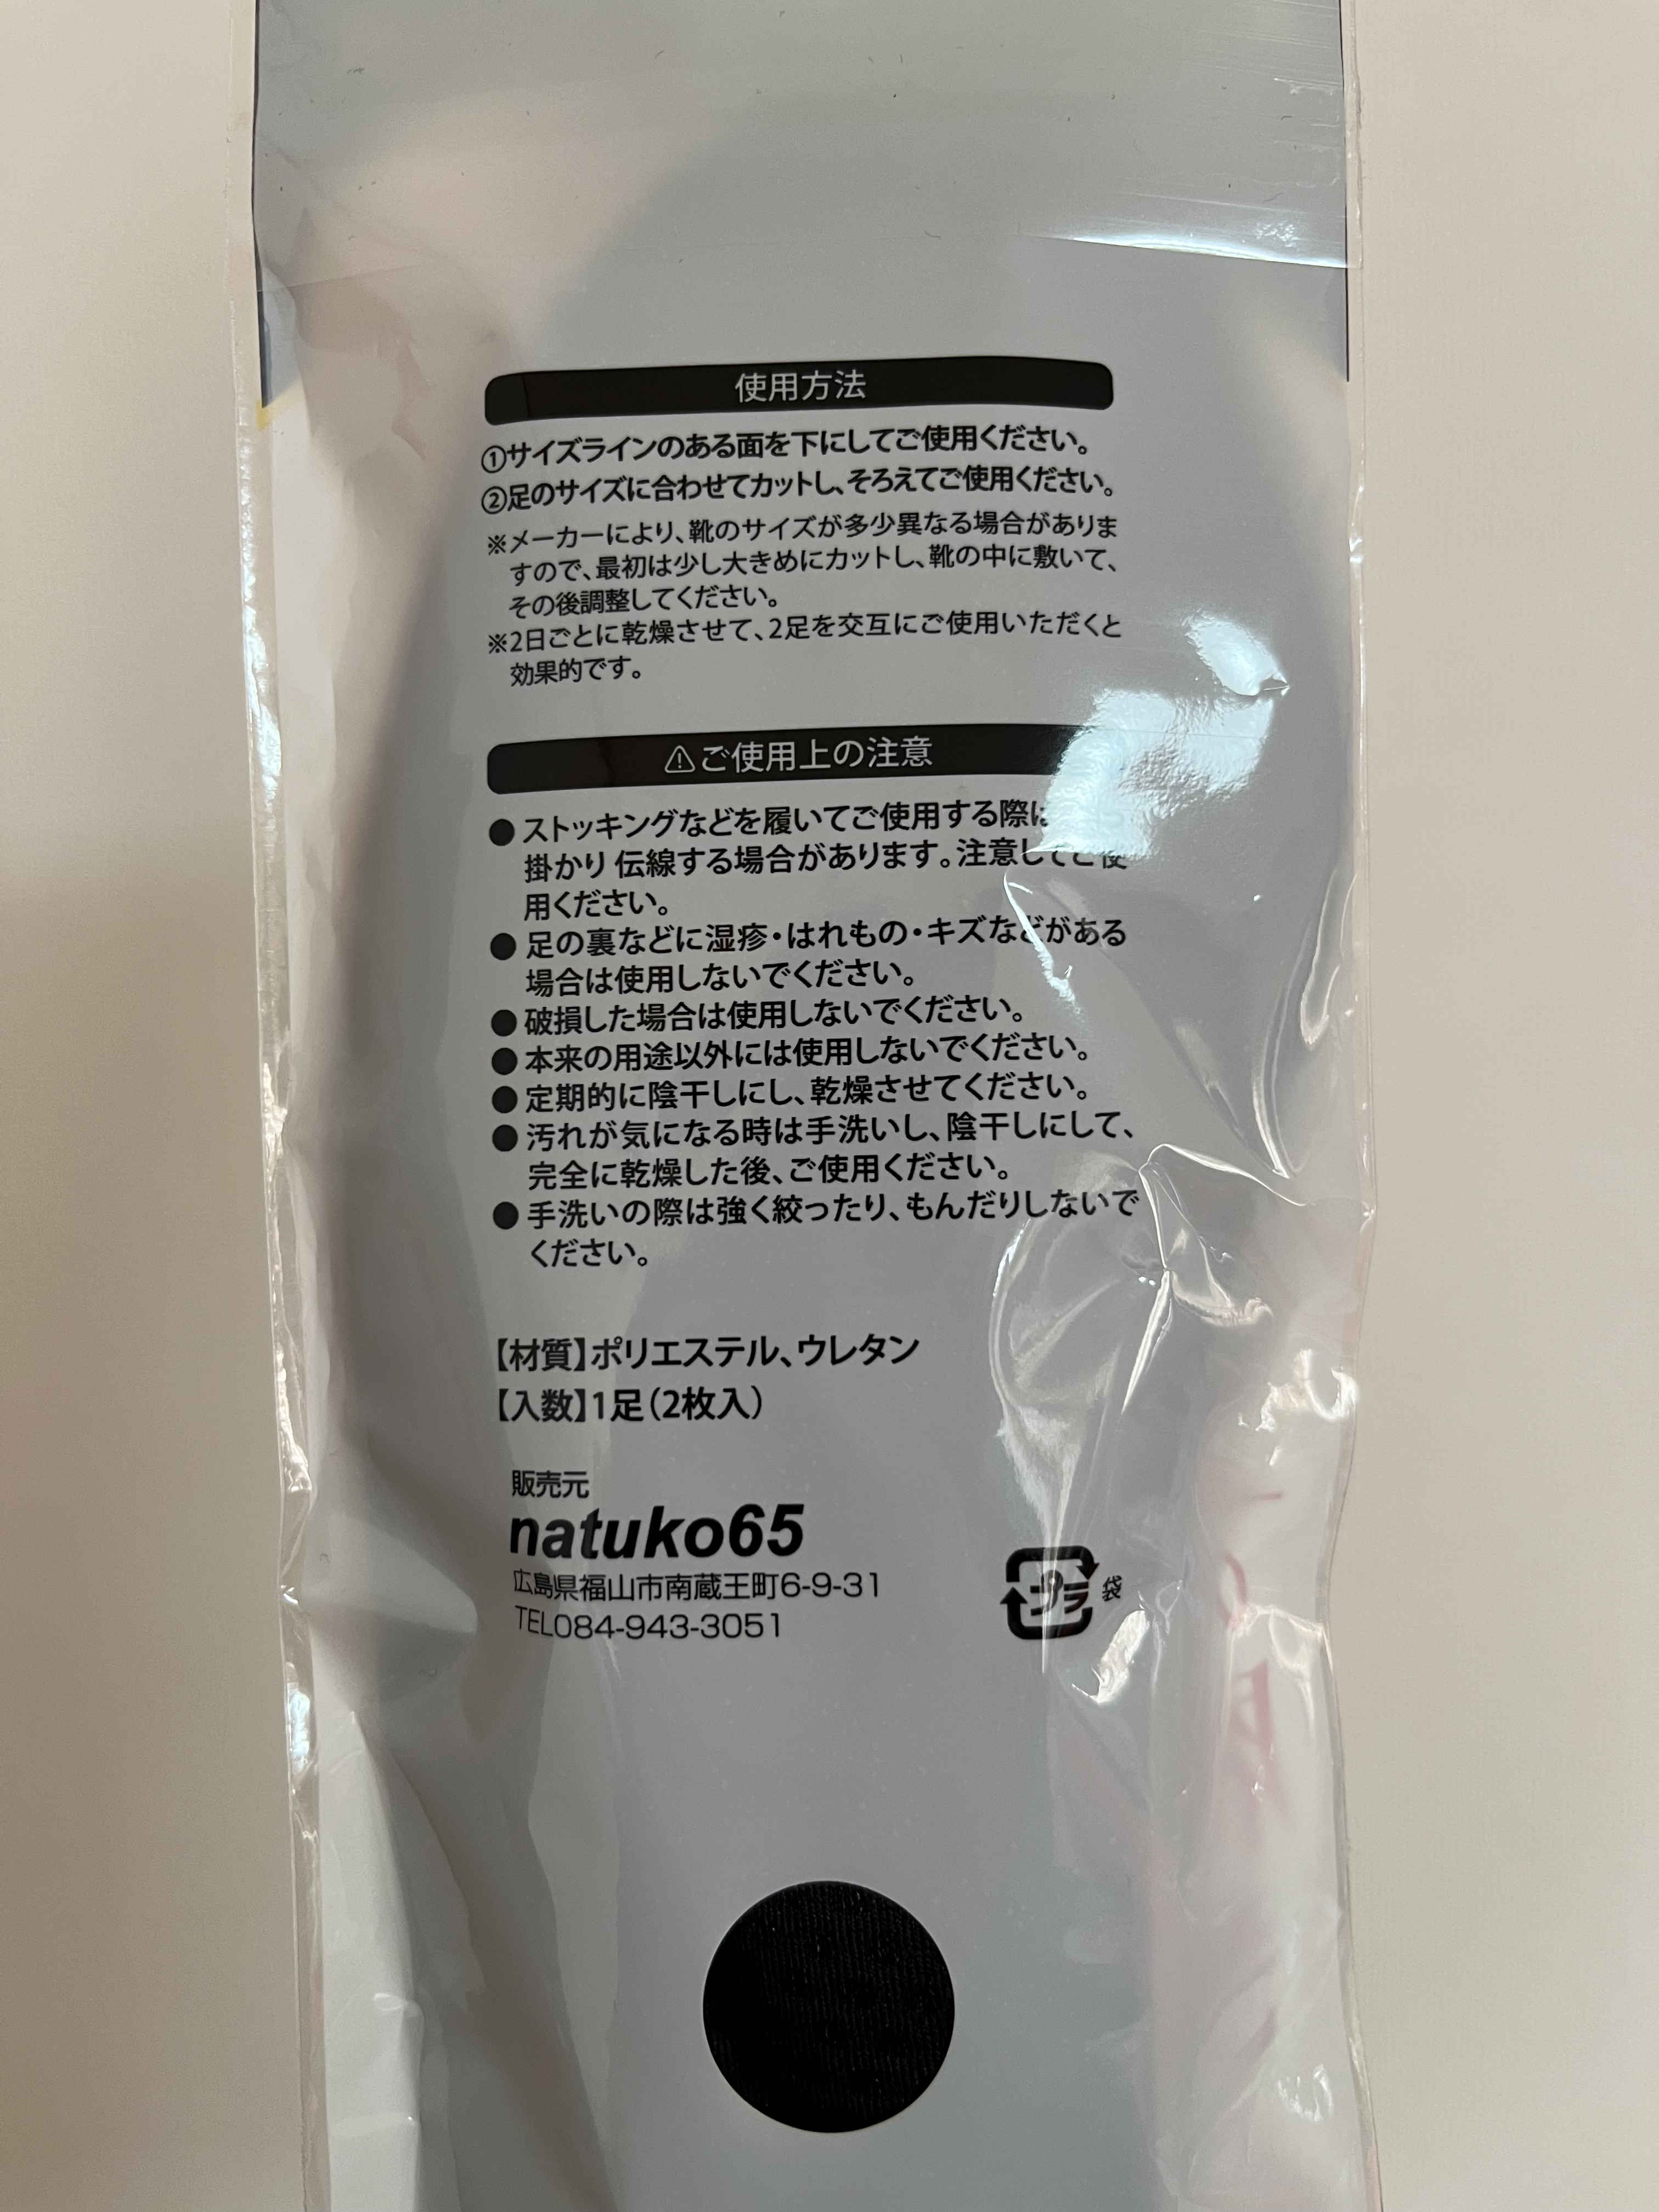 使用方法
①サイズラインのある面を下にしてご使用ください。
②足のサイズに合わせてカットし、そろえてご使用ください。
※メーカーにより、靴のサイズが多少異なる場合がありま
すので、最初は少し大きめにカットし、靴の中に敷いて、
その後調整してください。
※2日ごとに乾燥させて、2足を交互にご使用いただくと
効果的です。
⚠ご使用上の注意
● ストッキングなどを履いてご使用する際は
掛かり 伝線する場合があります。注意してご使
用ください。
● 足の裏などに湿疹・はれもの・キズなどがある
場合は使用しないでください。
● 破損した場合は使用しないでください。
● 本来の用途以外には使用しないでください。
● 定期的に陰干しにし、乾燥させてください。
● 汚れが気になる時は手洗いし、陰干しにして、
完全に乾燥した後、ご使用ください。
● 手洗いの際は強く絞ったり、もんだりしないで
ください。
【材質】ポリエステル、ウレタン
【入数】1足（2枚入）
販売元
natuko65
広島県福山市南蔵王町6-9-31
TEL084-943-3051
プラ 袋